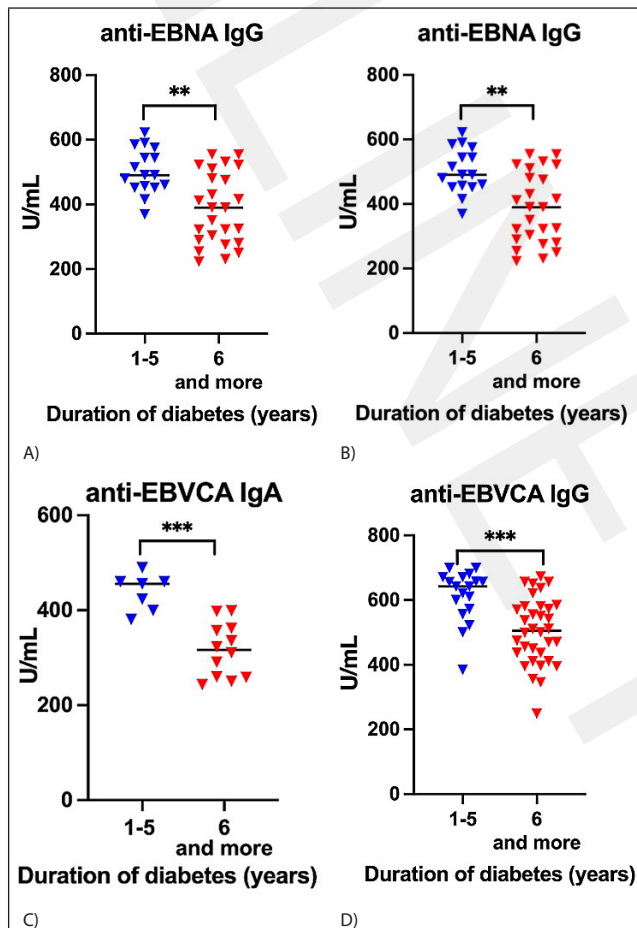 anti-EBNA IgG
**
800
600
400
200
0
U/mL
1-5
6
and more
Duration of diabetes (years)
A)
anti-EBNA IgG
**
800
600
400
200
0
U/mL
1-5
6
and more
Duration of diabetes (years)
B)
anti-EBVCA IgA
***
600
400
200
0
U/mL
1-5
6
and more
Duration of diabetes (years)
C)
anti-EBVCA IgG
***
800
600
400
200
0
U/mL
1-5
6
and more
Duration of diabetes (years)
D)